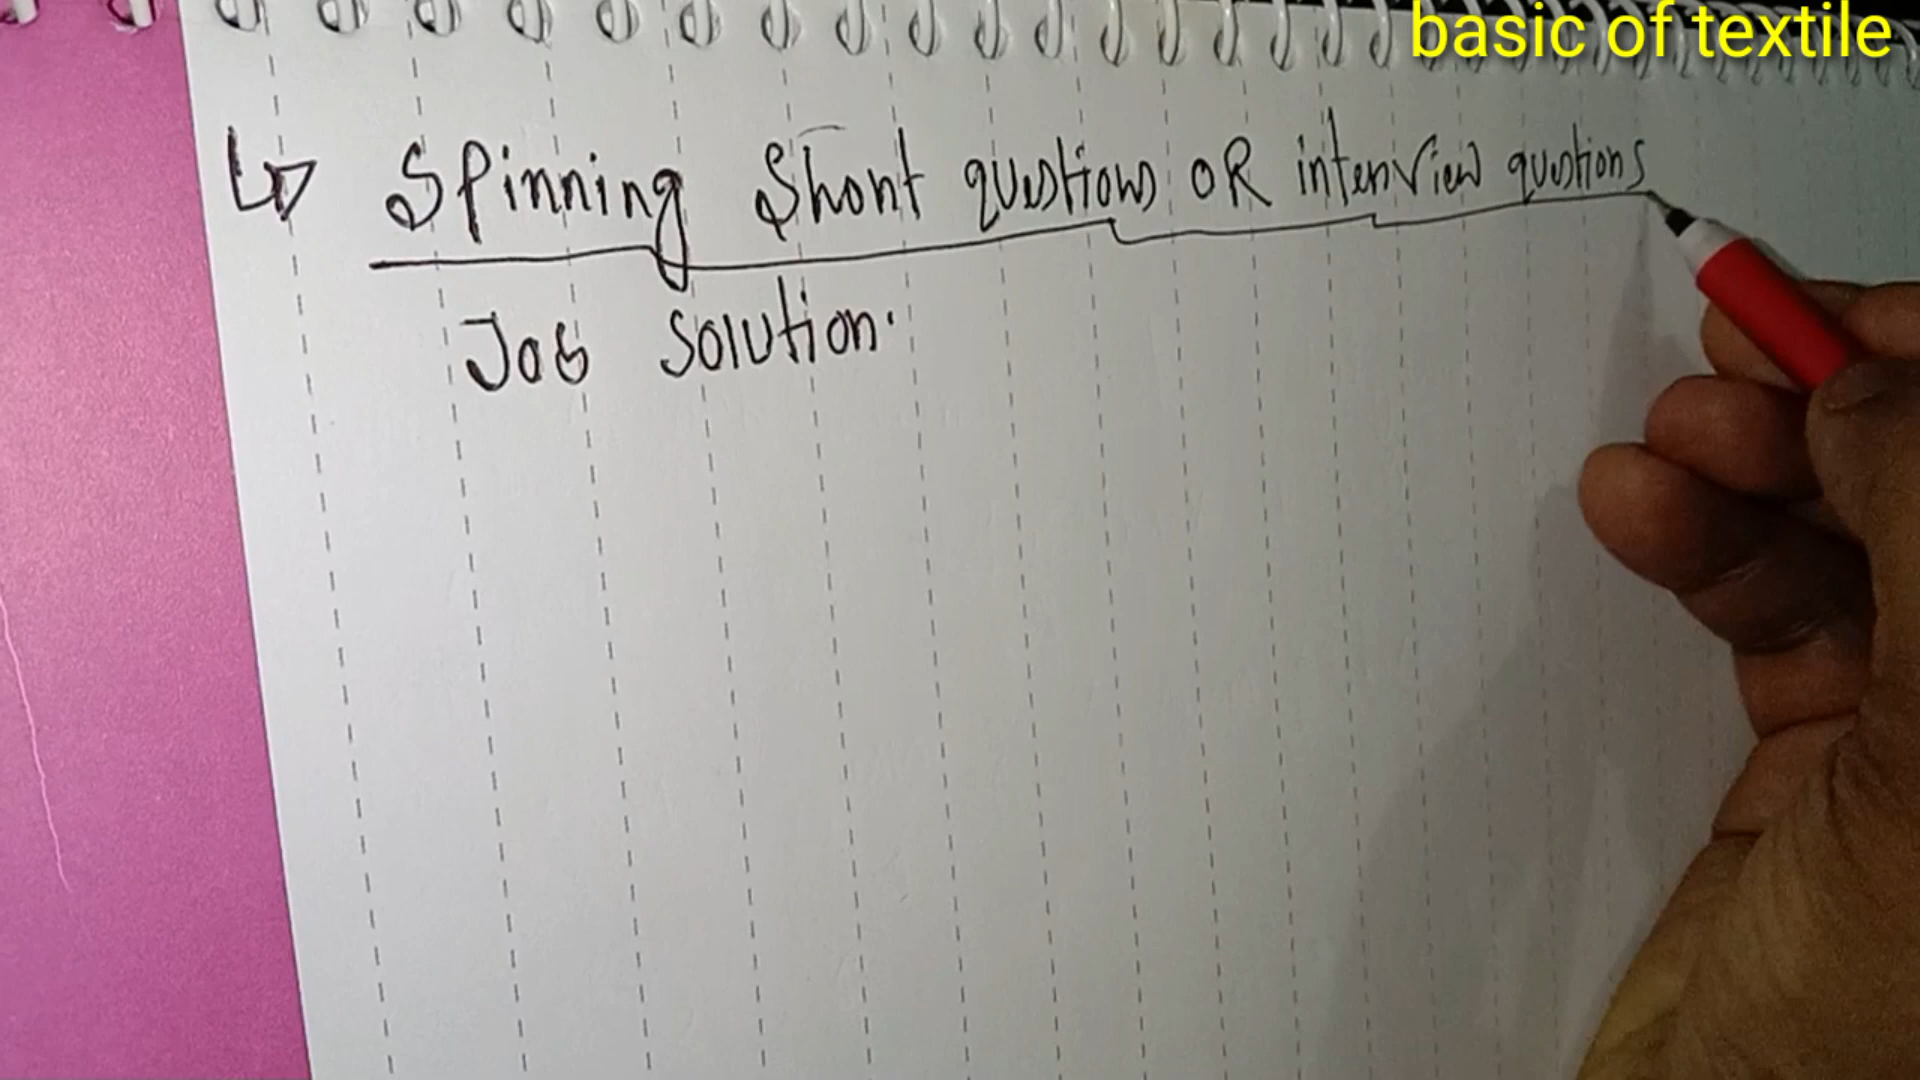 basic of textile
Spinning Short questions OR interview questions
Job solution.